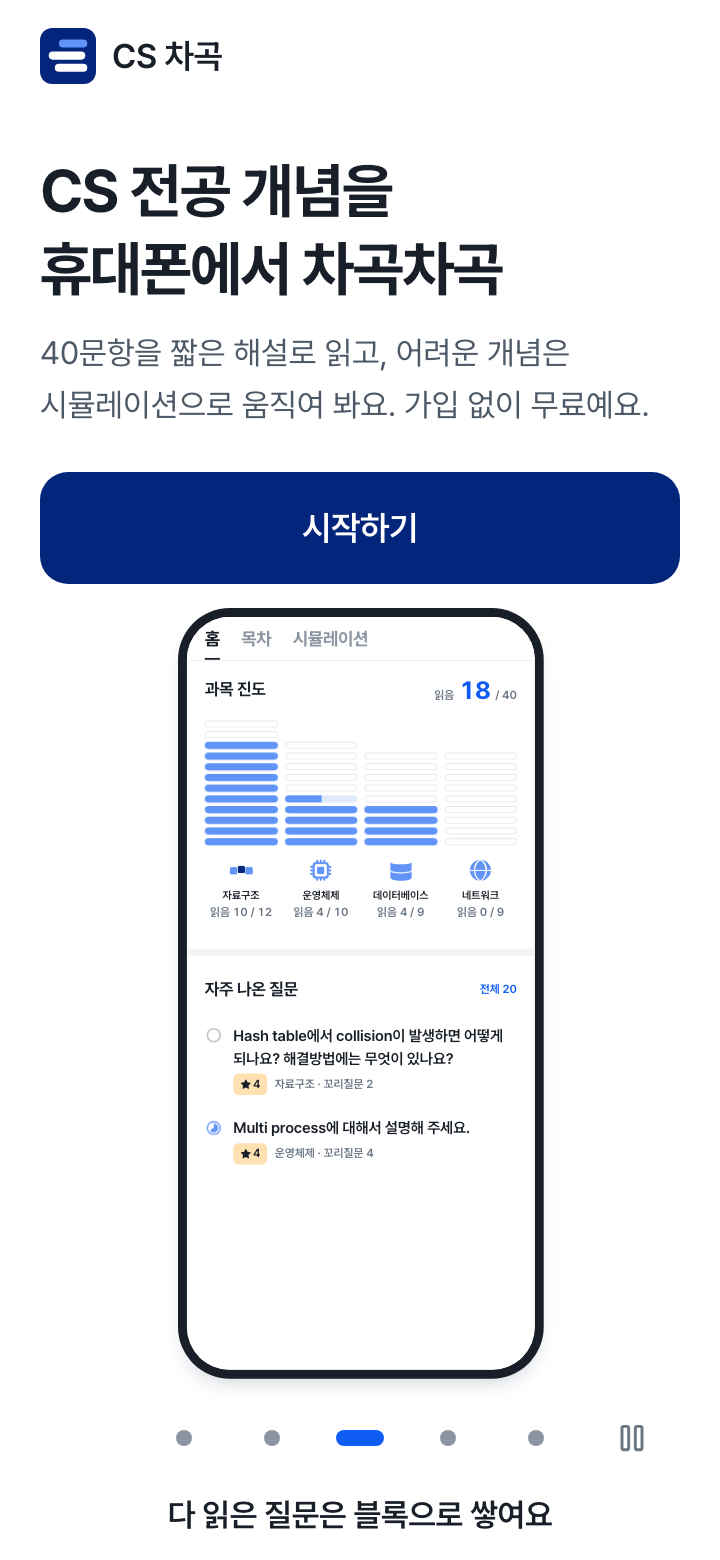 CS 차곡
CS 전공 개념을
휴대폰에서 차곡차곡
40문항을 짧은 해설로 읽고, 어려운 개념은
시뮬레이션으로 움직여 봐요. 가입 없이 무료예요.
시작하기
홈 목차 시뮬레이션
과목 진도 읽음 18 / 40
자료구조 운영체제 데이터베이스 네트워크
읽음 10 / 12 읽음 4 / 10 읽음 4 / 9 읽음 0 / 9
자주 나온 질문 전체 20
Hash table에서 collision이 발생하면 어떻게
되나요? 해결방법에는 무엇이 있나요?
★ 4 자료구조 · 꼬리질문 2
Multi process에 대해서 설명해 주세요.
★ 4 운영체제 · 꼬리질문 4
다 읽은 질문은 블록으로 쌓여요